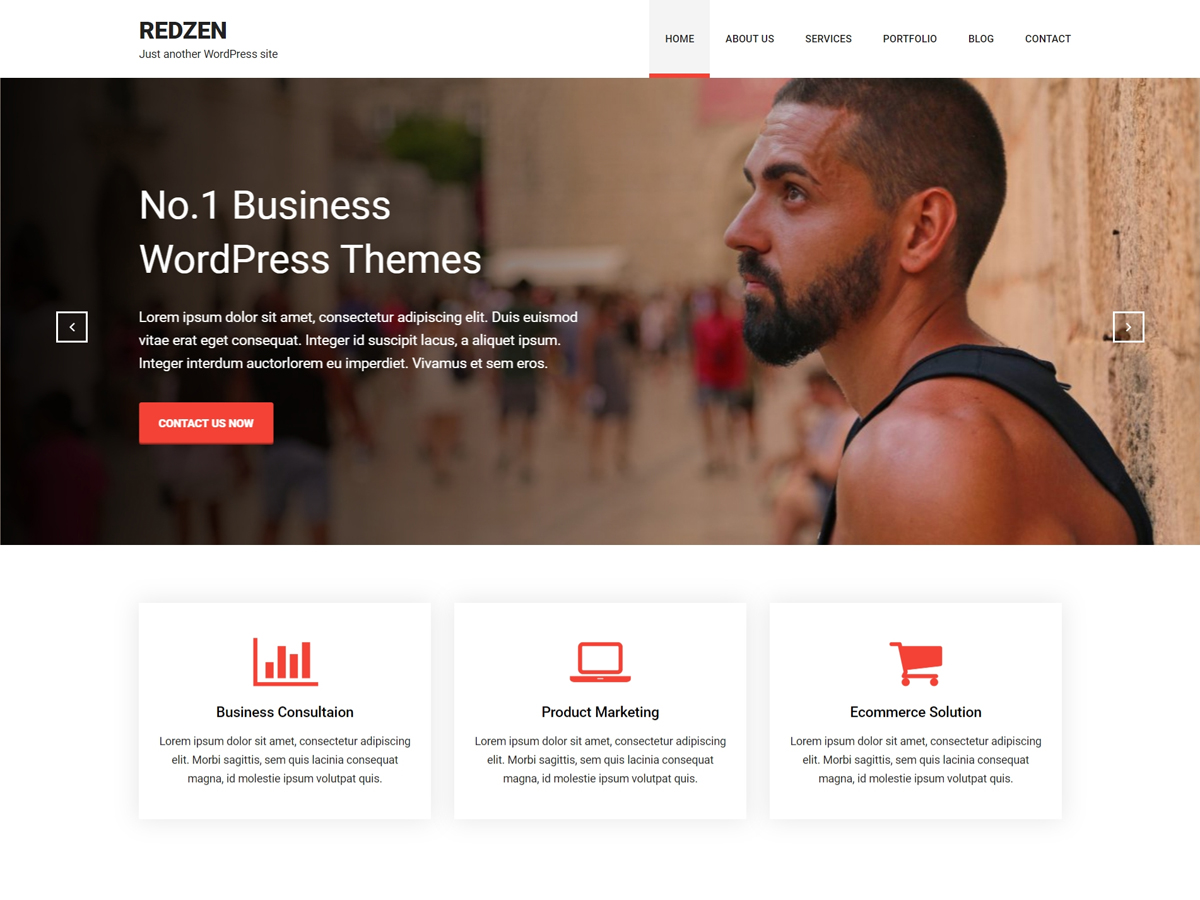 REDZEN
Just another WordPress site
HOME ABOUT US SERVICES PORTFOLIO BLOG CONTACT
No.1 Business
WordPress Themes
Lorem ipsum dolor sit amet, consectetur adipiscing elit. Duis euismod
vitae erat eget consequat. Integer id suscipit lacus, a aliquet ipsum.
Integer interdum auctorlorem eu imperdiet. Vivamus et sem eros.
CONTACT US NOW
Business Consultaion
Lorem ipsum dolor sit amet, consectetur adipiscing
elit. Morbi sagittis, sem quis lacinia consequat
magna, id molestie ipsum volutpat quis.
Product Marketing
Lorem ipsum dolor sit amet, consectetur adipiscing
elit. Morbi sagittis, sem quis lacinia consequat
magna, id molestie ipsum volutpat quis.
Ecommerce Solution
Lorem ipsum dolor sit amet, consectetur adipiscing
elit. Morbi sagittis, sem quis lacinia consequat
magna, id molestie ipsum volutpat quis.